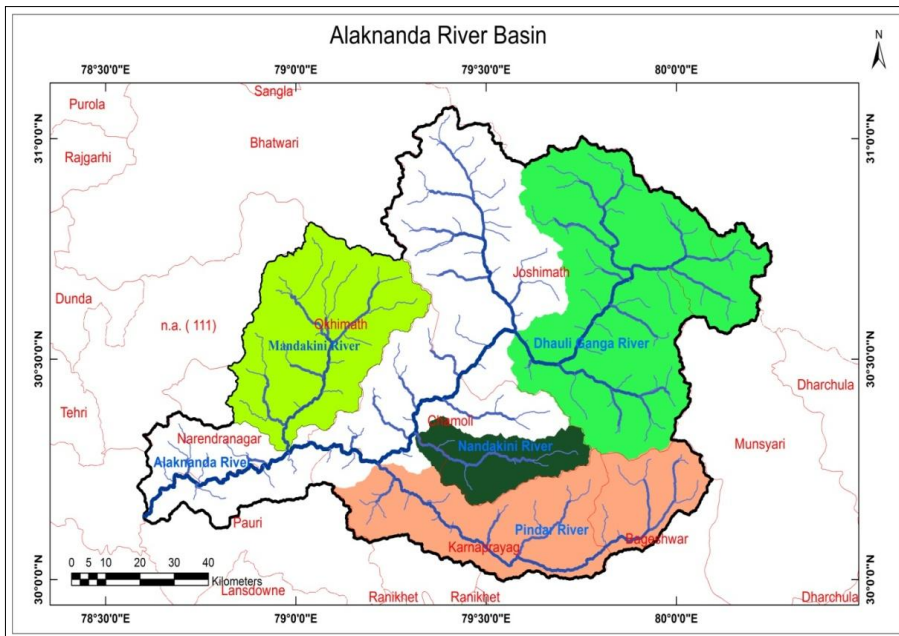 Alaknanda River Basin
N
78°30'0"E
79°0'0"E
79°30'0"E
80°0'0"E
Sangla
Purola
31°0'0"N
31°0'0"N
Bhatwari
Rajgarhi
Joshimath
Dunda
n.a. ( 111)
Okhimath
Mandakini River
Dhauli Ganga River
30°30'0"N
30°30'0"N
Dharchula
Tehri
Narendranagar
Chamoli
Nandakini River
Munsyari
Alaknanda River
Pauri
Pindar River
Karnaprayag
Bageshwar
0 5 10 20 30 40
Kilometers
30°0'0"N
30°0'0"N
Lansdowne
Ranikhet
Ranikhet
Dharchula
78°30'0"E
79°0'0"E
79°30'0"E
80°0'0"E